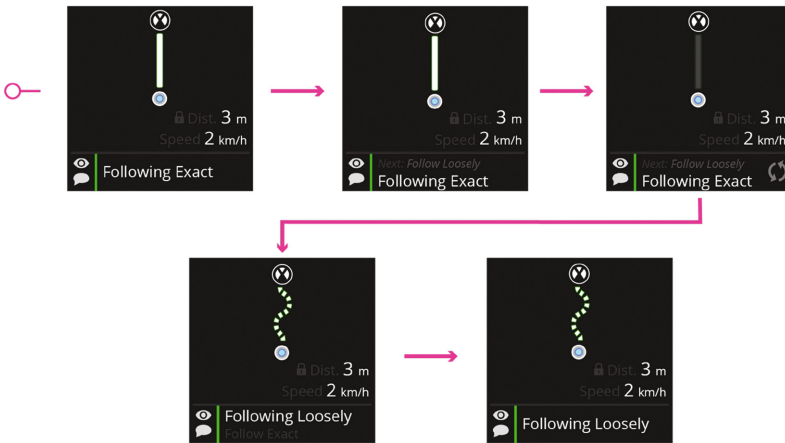 Dist. 3 m
Speed 2 km/h
Following Exact
Dist. 3 m
Speed 2 km/h
Next: Follow Loosely
Following Exact
Dist. 3 m
Speed 2 km/h
Next: Follow Loosely
Following Exact
Dist. 3 m
Speed 2 km/h
Following Loosely
Follow Exact
Dist. 3 m
Speed 2 km/h
Following Loosely